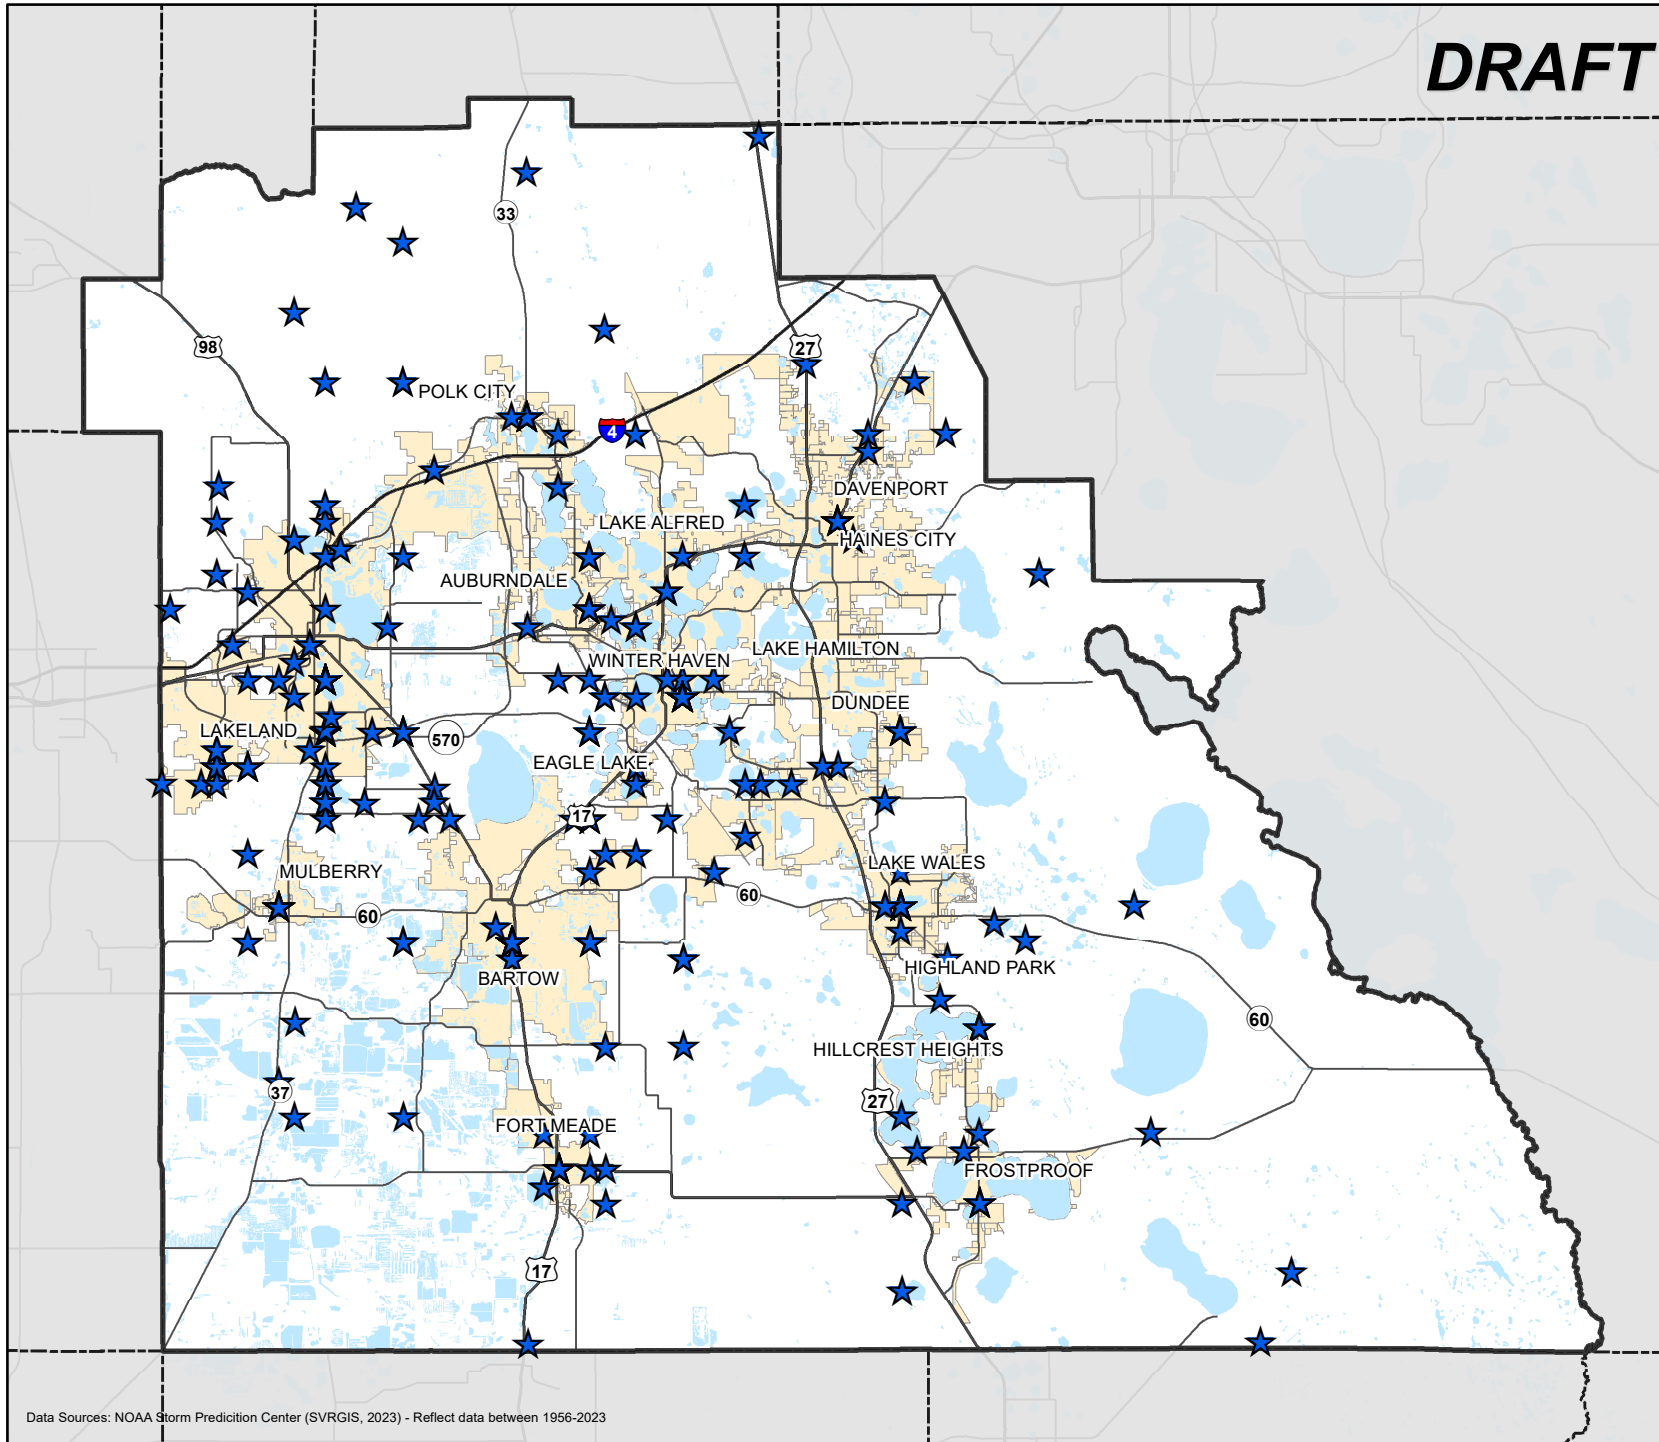 DRAFT
33
98
27
POLK CITY
4
DAVENPORT
LAKE ALFRED
HAINES CITY
AUBURNDALE
LAKE HAMILTON
WINTER HAVEN
DUNDEE
LAKELAND
570
EAGLE LAKE
17
LAKE WALES
MULBERRY
60
60
HIGHLAND PARK
BARTOW
60
HILLCREST HEIGHTS
37
27
FORT MEADE
FROSTPROOF
17
Data Sources: NOAA Storm Predicition Center (SVRGIS, 2023) - Reflect data between 1956-2023